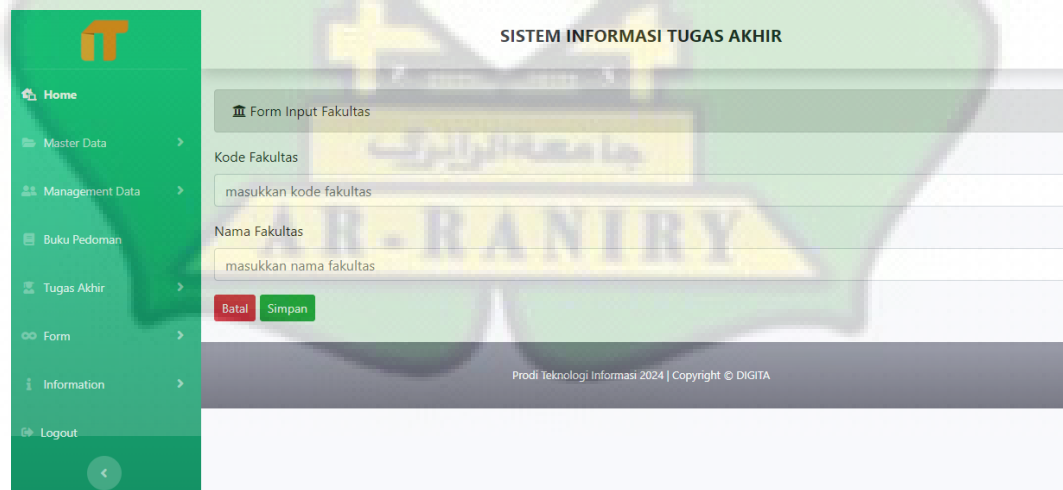 SISTEM INFORMASI TUGAS AKHIR
Home
Master Data
Management Data
Buku Pedoman
Tugas Akhir
Form
Information
Logout
Form Input Fakultas
Kode Fakultas
masukkan kode fakultas
Nama Fakultas
masukkan nama fakultas
Batal Simpan
Prodi Teknologi Informasi 2024 | Copyright © DIGITA
جامعة الرانري
AR-RANIRY